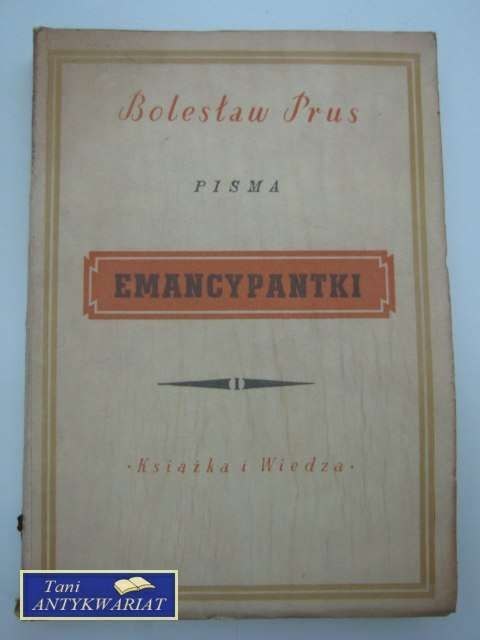 Bolesław Prus
PISMA
EMANCYPANTKI
I
·Książka i Wiedza·
Tani
ANTYKWARIAT